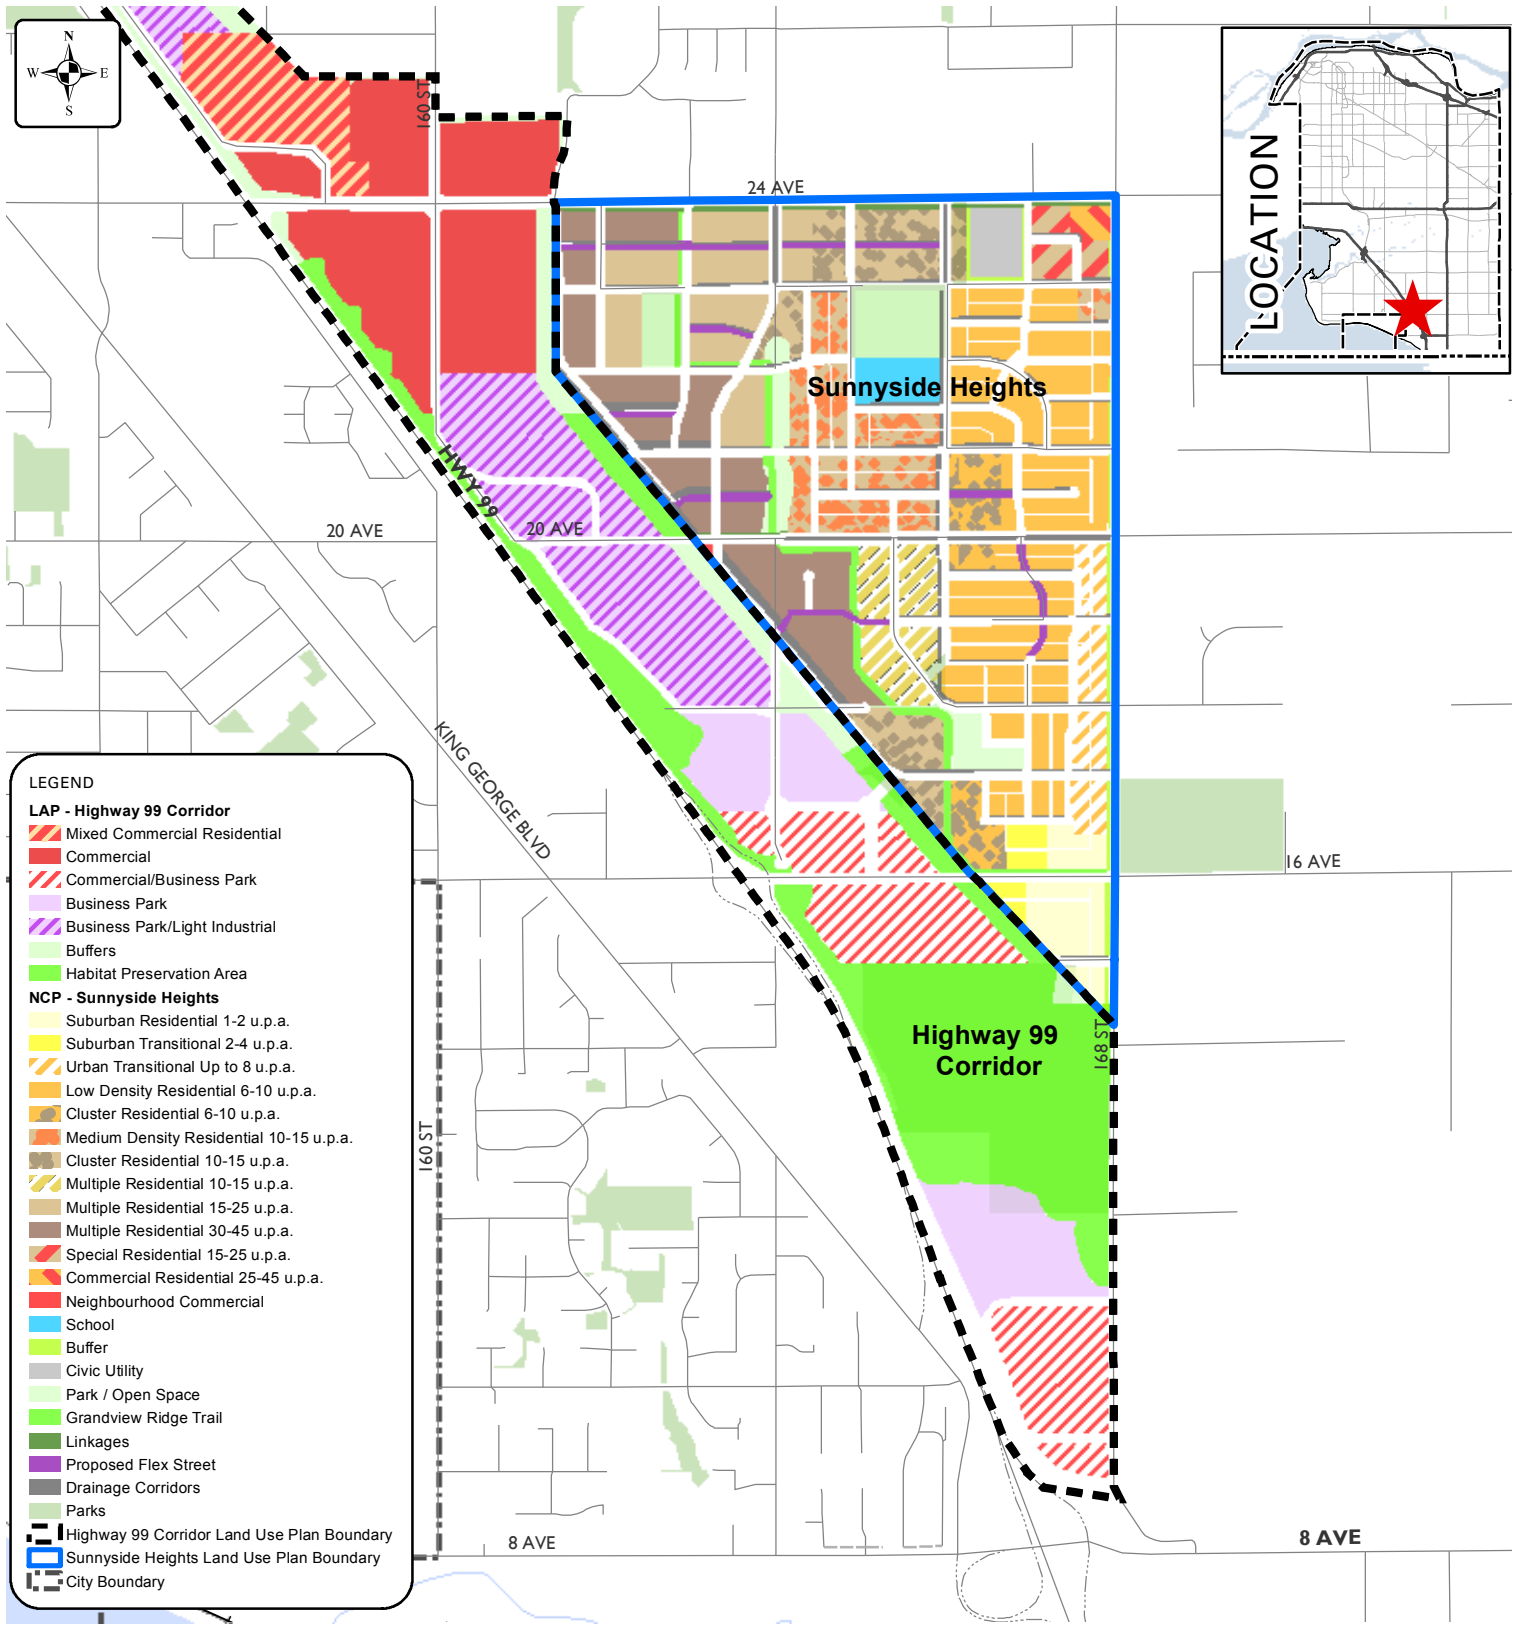 N
W E
S
160 ST
24 AVE
LOCATION
Sunnyside Heights
HWY 99
20 AVE
20 AVE
KING GEORGE BLVD
16 AVE
Highway 99
Corridor
168 ST
160 ST
8 AVE
8 AVE
LEGEND
LAP - Highway 99 Corridor
Mixed Commercial Residential
Commercial
Commercial/Business Park
Business Park
Business Park/Light Industrial
Buffers
Habitat Preservation Area
NCP - Sunnyside Heights
Suburban Residential 1-2 u.p.a.
Suburban Transitional 2-4 u.p.a.
Urban Transitional Up to 8 u.p.a.
Low Density Residential 6-10 u.p.a.
Cluster Residential 6-10 u.p.a.
Medium Density Residential 10-15 u.p.a.
Cluster Residential 10-15 u.p.a.
Multiple Residential 10-15 u.p.a.
Multiple Residential 15-25 u.p.a.
Multiple Residential 30-45 u.p.a.
Special Residential 15-25 u.p.a.
Commercial Residential 25-45 u.p.a.
Neighbourhood Commercial
School
Buffer
Civic Utility
Park / Open Space
Grandview Ridge Trail
Linkages
Proposed Flex Street
Drainage Corridors
Parks
Highway 99 Corridor Land Use Plan Boundary
Sunnyside Heights Land Use Plan Boundary
City Boundary